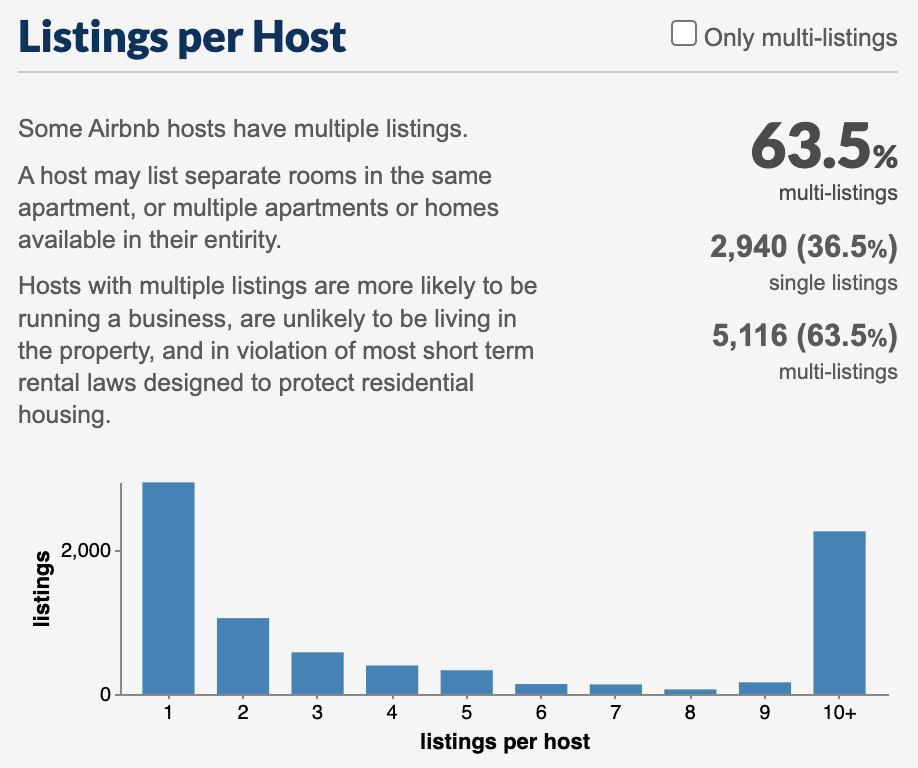 Listings per Host
Only multi-listings
Some Airbnb hosts have multiple listings.
A host may list separate rooms in the same
apartment, or multiple apartments or homes
available in their entirity.
Hosts with multiple listings are more likely to be
running a business, are unlikely to be living in
the property, and in violation of most short term
rental laws designed to protect residential
housing.
63.5%
multi-listings
2,940 (36.5%)
single listings
5,116 (63.5%)
multi-listings
listings
2,000
0
1 2 3 4 5 6 7 8 9 10+
listings per host